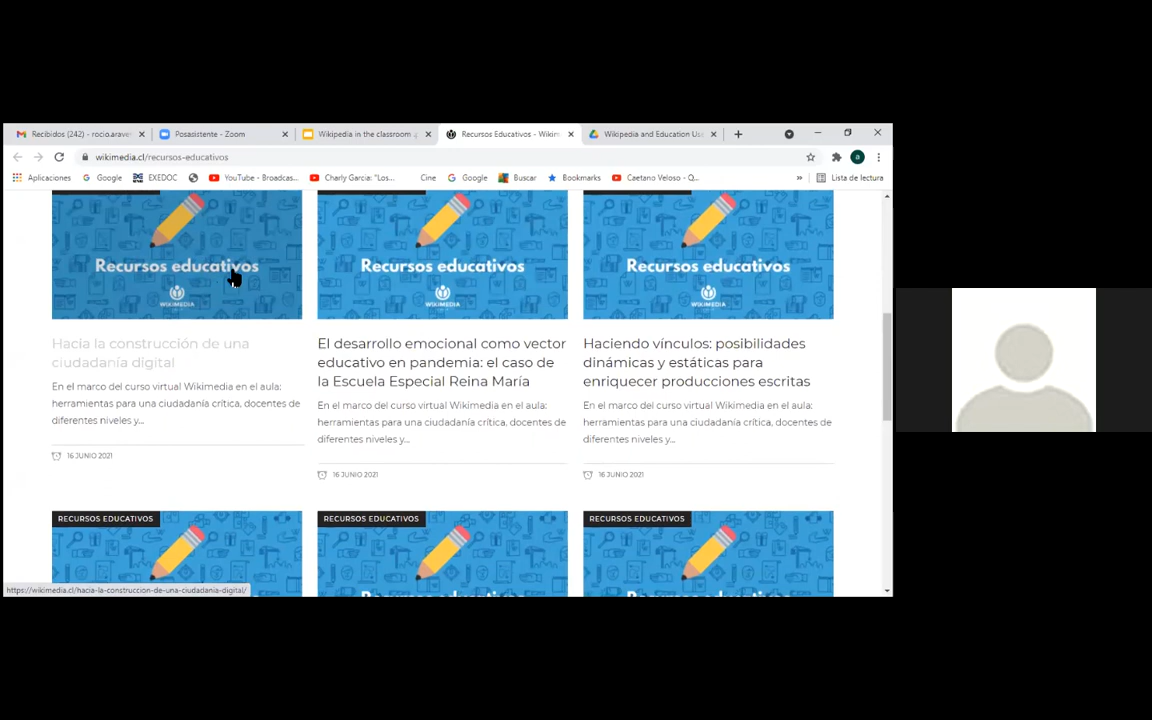 Recibidos (242) - rocio.arave
Posasistente - Zoom
Wikipedia in the classroom
Recursos Educativos - Wikim
Wikipedia and Education Us
wikimedia.cl/recursos-educativos
Aplicaciones
Google
EXEDOC
YouTube - Broadcas...
Charly Garcia: "Los...
Cine
Google
Buscar
Bookmarks
Caetano Veloso - Q...
»
Lista de lectura
Recursos educativos
WIKIMEDIA
Recursos educativos
WIKIMEDIA
Recursos educativos
WIKIMEDIA
Hacia la construcción de una
ciudadanía digital
En el marco del curso virtual Wikimedia en el aula:
herramientas para una ciudadanía crítica, docentes de
diferentes niveles y...
16 JUNIO 2021
El desarrollo emocional como vector
educativo en pandemia: el caso de
la Escuela Especial Reina María
En el marco del curso virtual Wikimedia en el aula:
herramientas para una ciudadanía crítica, docentes de
diferentes niveles y...
16 JUNIO 2021
Haciendo vínculos: posibilidades
dinámicas y estáticas para
enriquecer producciones escritas
En el marco del curso virtual Wikimedia en el aula:
herramientas para una ciudadanía crítica, docentes de
diferentes niveles y...
16 JUNIO 2021
RECURSOS EDUCATIVOS
RECURSOS EDUCATIVOS
RECURSOS EDUCATIVOS
https://wikimedia.cl/hacia-la-construccion-de-una-ciudadania-digital/